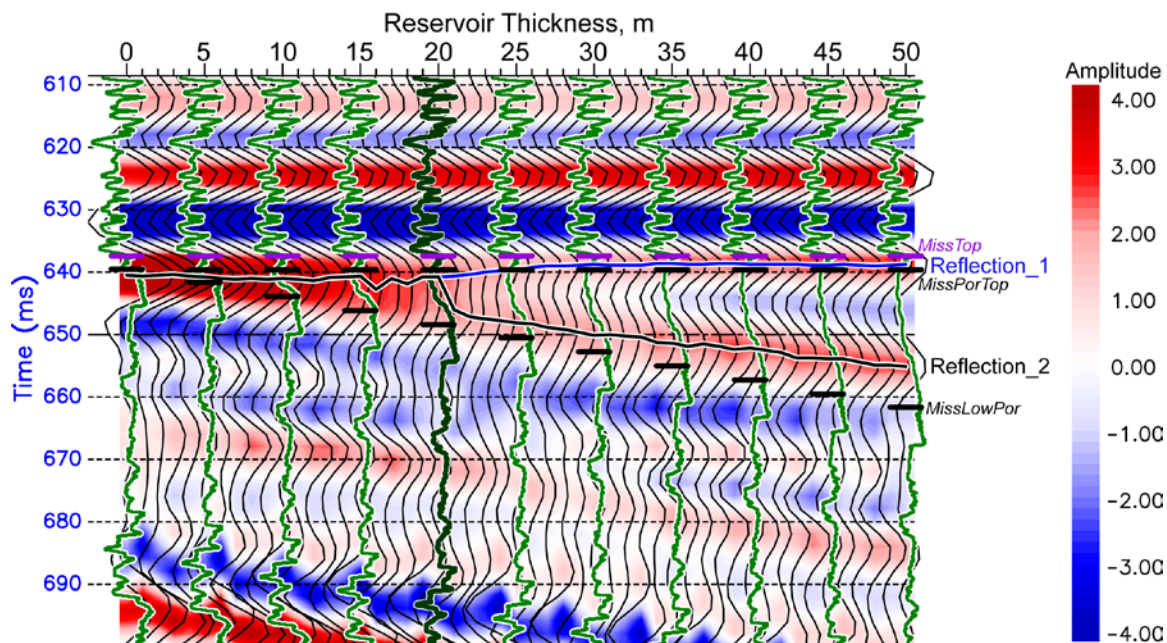 Reservoir Thickness, m
0 5 10 15 20 25 30 35 40 45 50
Amplitude
610
620
630
640
650
660
670
680
690
Time (ms)
MissTop
Reflection_1
MissPorTop
Reflection_2
MissLowPor
4.00
3.00
2.00
1.00
0.00
-1.00
-2.00
-3.00
-4.00